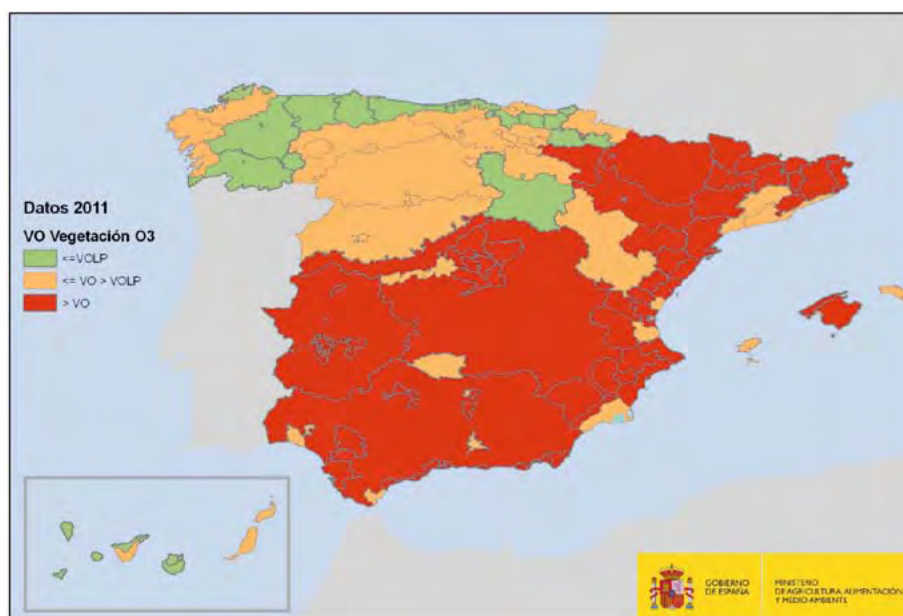 Datos 2011
VO Vegetación O3
<=VOLP
<= VO > VOLP
> VO
GOBIERNO
DE ESPAÑA
MINISTERIO
DE AGRICULTURA, ALIMENTACIÓN
Y MEDIO AMBIENTE